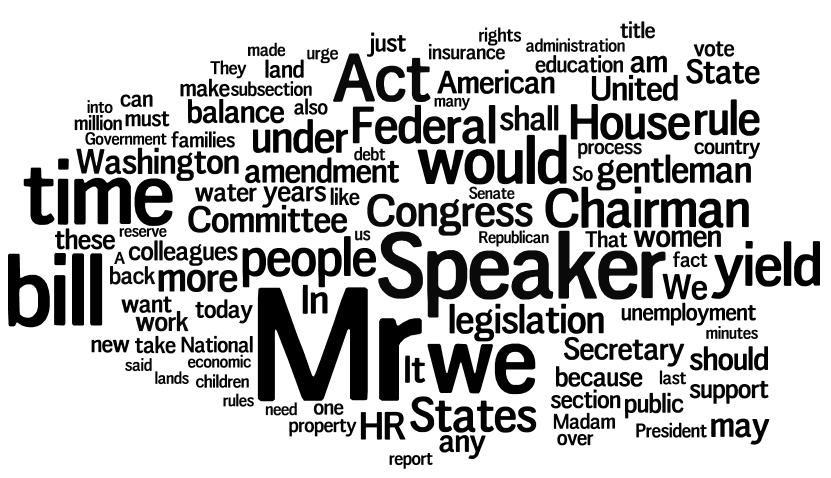 title
rights
made
urge
just
insurance
administration
vote
They
land
education
am
State
make
subsection
Act
American
United
into
can
balance
also
many
million
must
Federal
shall
House
rule
Government
families
under
debt
would
process
country
Washington
amendment
So
gentleman
time
water
years
like
Senate
Committee
Congress
Chairman
these
reserve
us
Republican
That
women
A
colleagues
people
Speaker
fact
yield
bill
back
more
We
want
today
In
work
legislation
unemployment
minutes
Mr
new
take
National
It
we
Secretary
should
said
economic
lands
children
because
last
support
rules
need
one
section
public
property
HR
States
Madam
over
President
may
any
report